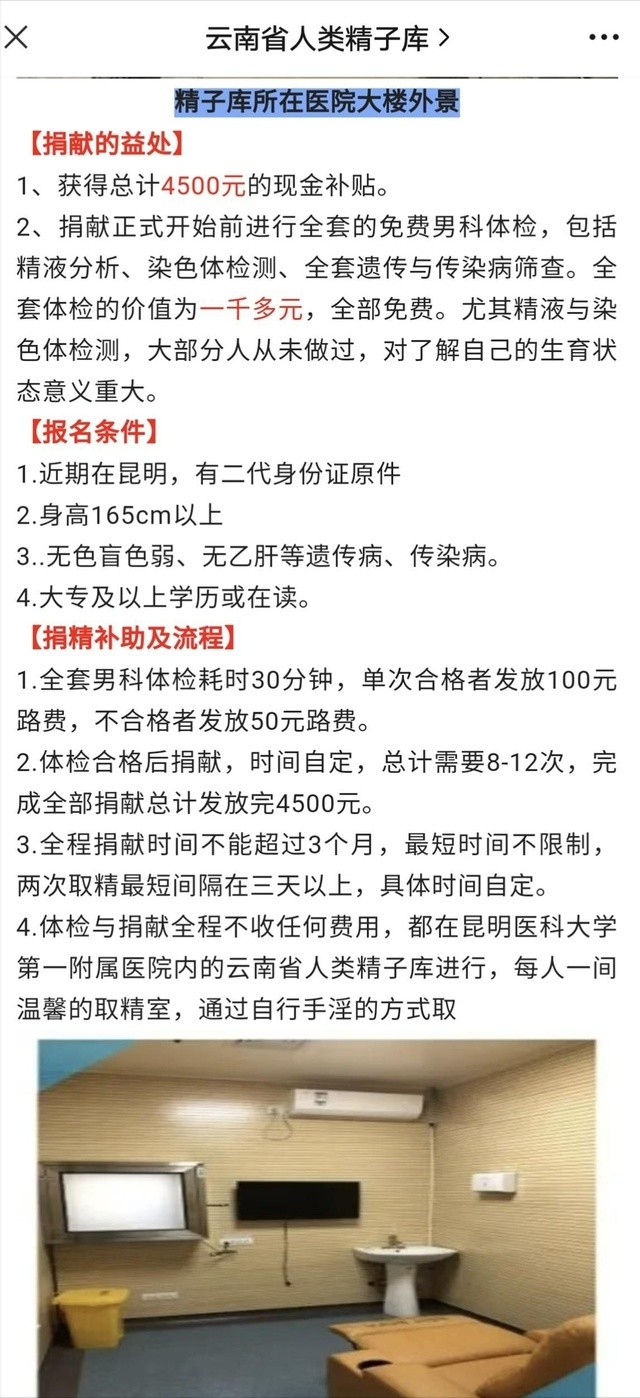 云南省人类精子库
精子库所在医院大楼外景
【捐献的益处】
1、获得总计4500元的现金补贴。
2、捐献正式开始前进行全套的免费男科体检，包括
精液分析、染色体检测、全套遗传与传染病筛查。全
套体检的价值为一千多元，全部免费。尤其精液与染
色体检测，大部分人从未做过，对了解自己的生育状
态意义重大。
【报名条件】
1.近期在昆明，有二代身份证原件
2.身高165cm以上
3..无色盲色弱、无乙肝等遗传病、传染病。
4.大专及以上学历或在读。
【捐精补助及流程】
1.全套男科体检耗时30分钟，单次合格者发放100元
路费，不合格者发放50元路费。
2.体检合格后捐献，时间自定，总计需要8-12次，完
成全部捐献总计发放完4500元。
3.全程捐献时间不能超过3个月，最短时间不限制，
两次取精最短间隔在三天以上，具体时间自定。
4.体检与捐献全程不收任何费用，都在昆明医科大学
第一附属医院内的云南省人类精子库进行，每人一间
温馨的取精室，通过自行手淫的方式取